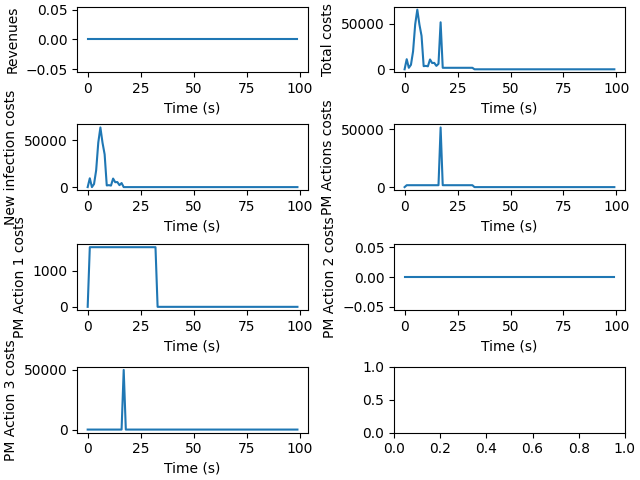 Revenues
0.05
0.00
−0.05
0 25 50 75 100
Time (s)
Total costs
50000
0
0 25 50 75 100
Time (s)
New infection costs
50000
0
0 25 50 75 100
Time (s)
PM Actions costs
50000
0
0 25 50 75 100
Time (s)
PM Action 1 costs
1000
0
0 25 50 75 100
Time (s)
PM Action 2 costs
0.05
0.00
−0.05
0 25 50 75 100
Time (s)
PM Action 3 costs
50000
0
0 25 50 75 100
Time (s)
1.0
0.5
0.0
0.0 0.2 0.4 0.6 0.8 1.0